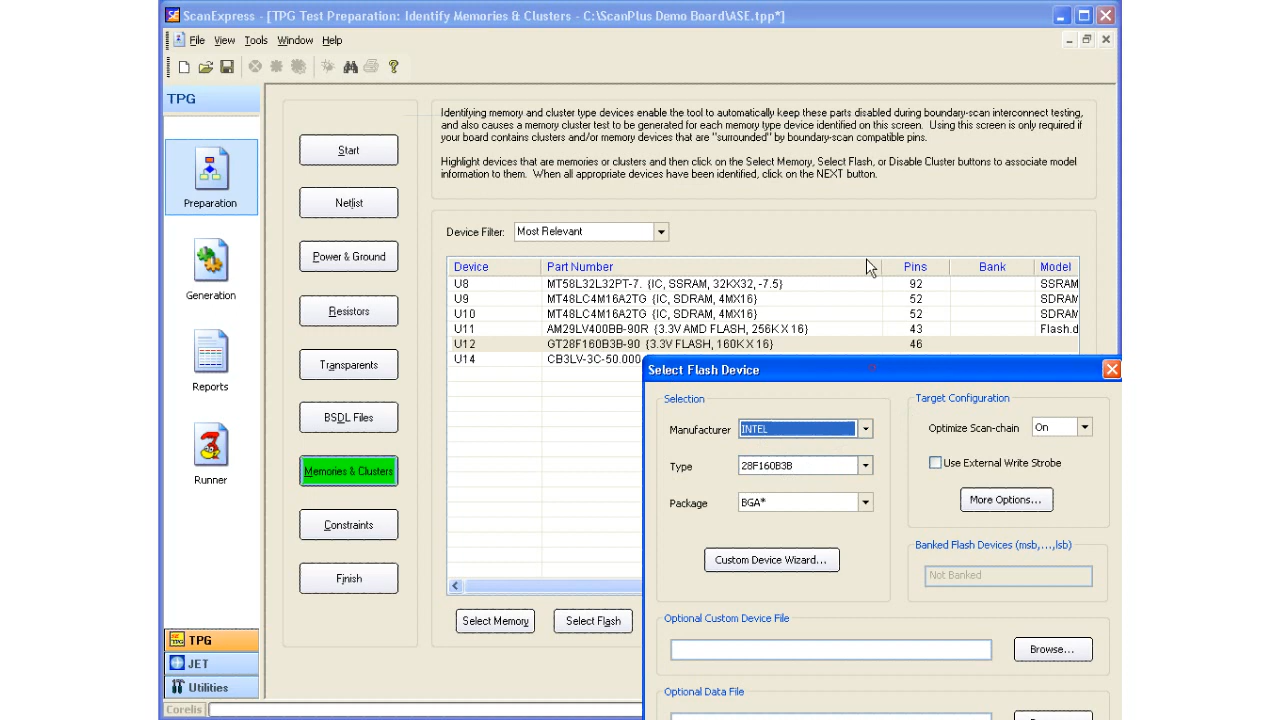 ScanExpress - [TPG Test Preparation: Identify Memories & Clusters - C:\ScanPlus Demo Board\ASE.tpp*]
File View Tools Window Help
TPG
Preparation
Generation
Reports
Runner
TPG
JET
Utilities
Corelis
Start
Netlist
Power & Ground
Resistors
Transparents
BSDL Files
Memories & Clusters
Constraints
Finish
Identifying memory and cluster type devices enable the tool to automatically keep these parts disabled during boundary-scan interconnect testing,
and also causes a memory cluster test to be generated for each memory type device identified on this screen. Using this screen is only required if
your board contains clusters and/or memory devices that are "surrounded" by boundary-scan compatible pins.
Highlight devices that are memories or clusters and then click on the Select Memory, Select Flash, or Disable Cluster buttons to associate model
information to them. When all appropriate devices have been identified, click on the NEXT button.
Device Filter: Most Relevant
Device Part Number Pins Bank Model
U8 MT58L32L32PT-7. {IC, SSRAM, 32KX32, -7.5} 92 SSRAM
U9 MT48LC4M16A2TG {IC, SDRAM, 4MX16} 52 SDRAM
U10 MT48LC4M16A2TG {IC, SDRAM, 4MX16} 52 SDRAM
U11 AM29LV400BB-90R {3.3V AMD FLASH, 256K X 16} 43 Flash.d
U12 GT28F160B3B-90 {3.3V FLASH, 160K X 16} 46
U14 CB3LV-3C-50.000
Select Memory Select Flash
Select Flash Device
Selection
Manufacturer INTEL
Type 28F160B3B
Package BGA*
Custom Device Wizard...
Target Configuration
Optimize Scan-chain On
Use External Write Strobe
More Options...
Banked Flash Devices (msb,...,lsb)
Not Banked
Optional Custom Device File
Browse...
Optional Data File